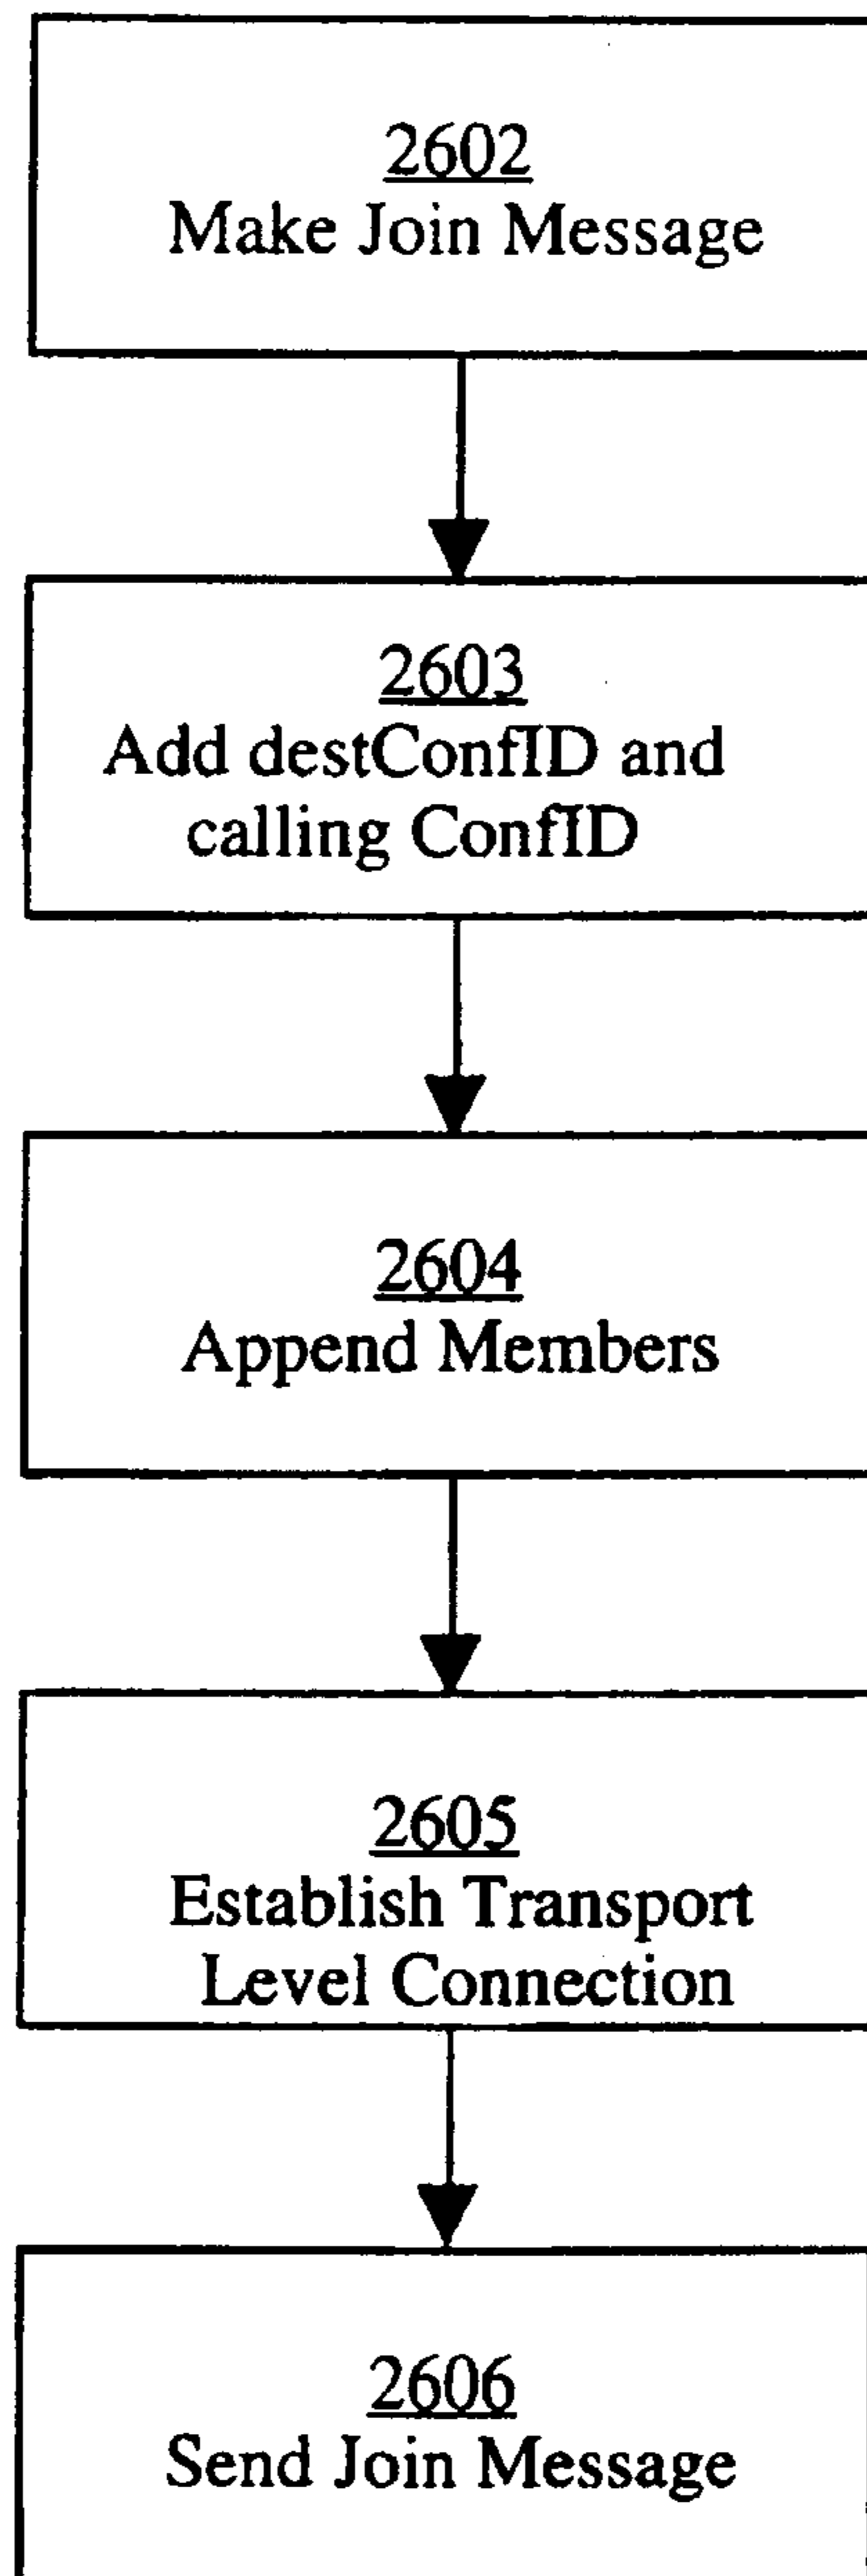 2602
Make Join Message
2603
Add destConfID and
calling ConfID
2604
Append Members
2605
Establish Transport
Level Connection
2606
Send Join Message